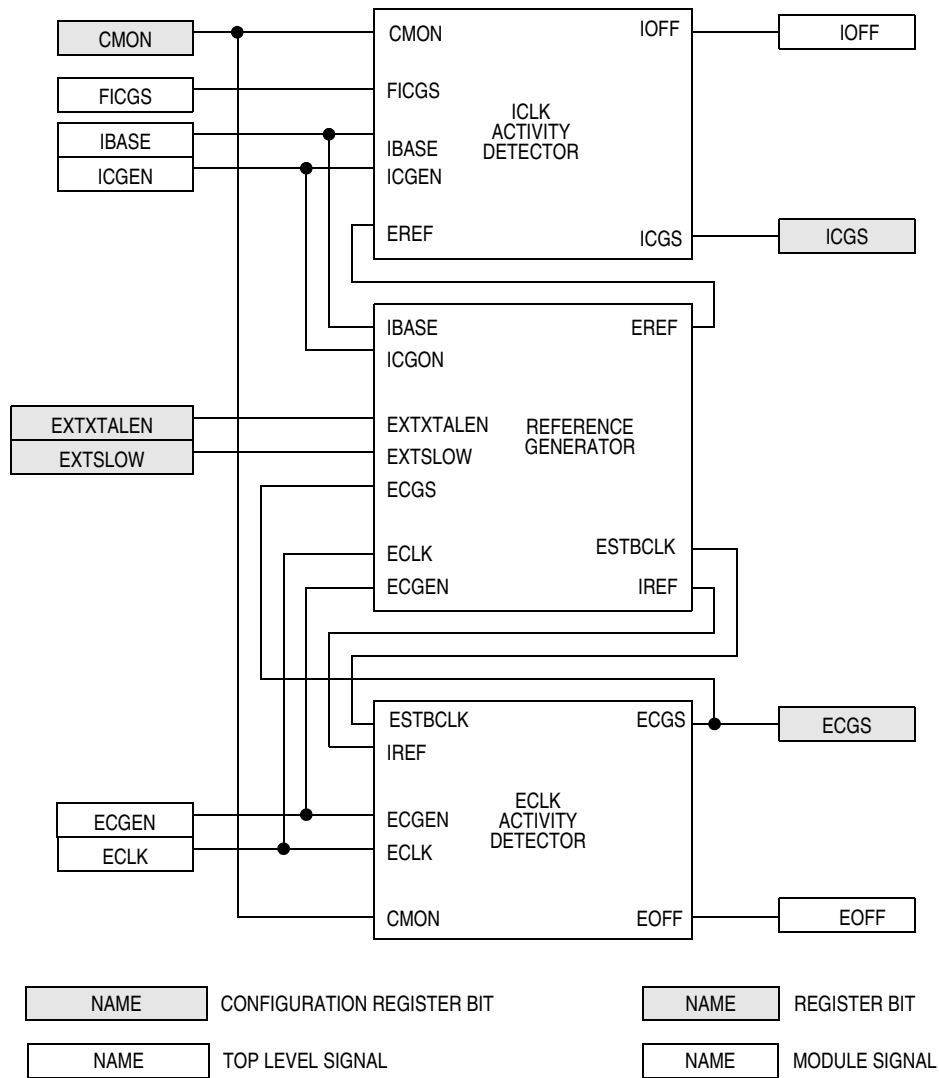 CMON
FICGS
IBASE
ICGEN
CMON
FICGS
IBASE
ICGEN
EREF
IOFF
ICLK
ACTIVITY
DETECTOR
ICGS
IOFF
ICGS
EXTXTALEN
EXTSLOW
IBASE
ICGON
EXTXTALEN
EXTSLOW
ECGS
ECLK
ECGEN
EREF
REFERENCE
GENERATOR
ESTBCLK
IREF
ECGEN
ECLK
ESTBCLK
IREF
ECGEN
ECLK
CMON
ECGS
ECLK
ACTIVITY
DETECTOR
EOFF
ECGS
EOFF
NAME CONFIGURATION REGISTER BIT
NAME REGISTER BIT
NAME TOP LEVEL SIGNAL
NAME MODULE SIGNAL